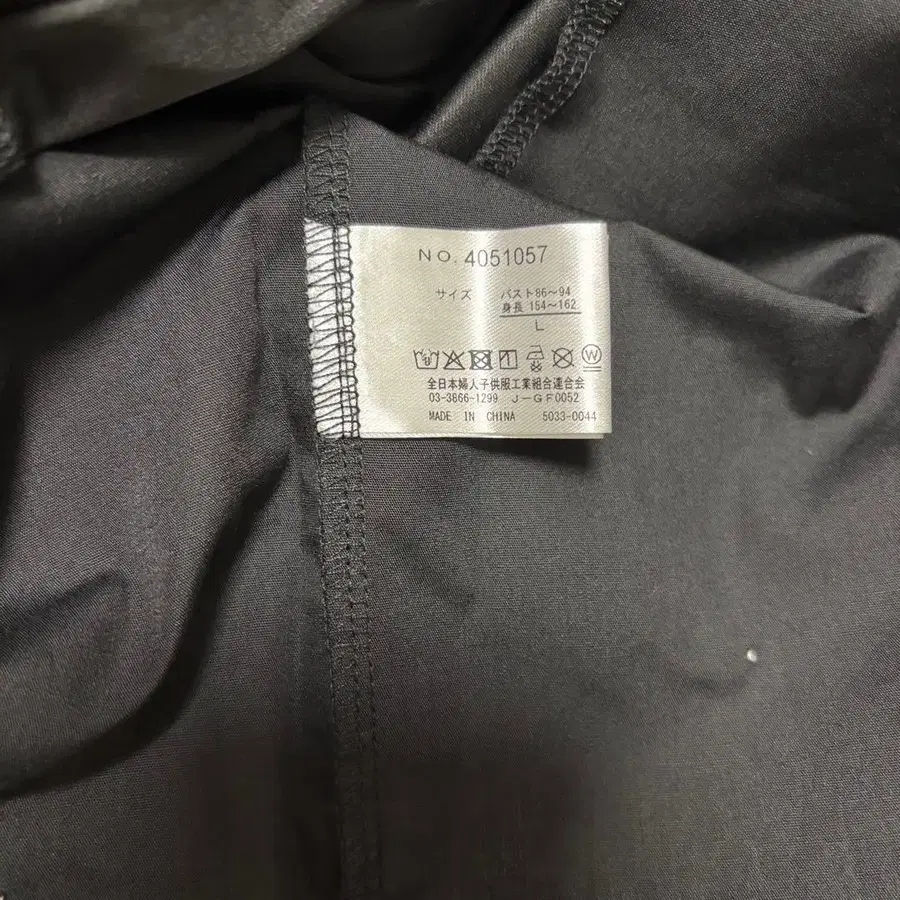 NO. 4051057
サイズ バスト86〜94
身長 154〜162
L
全日本婦人子供服工業組合連合会
03-3866-1299 J-GF0052
MADE IN CHINA 5033-0044